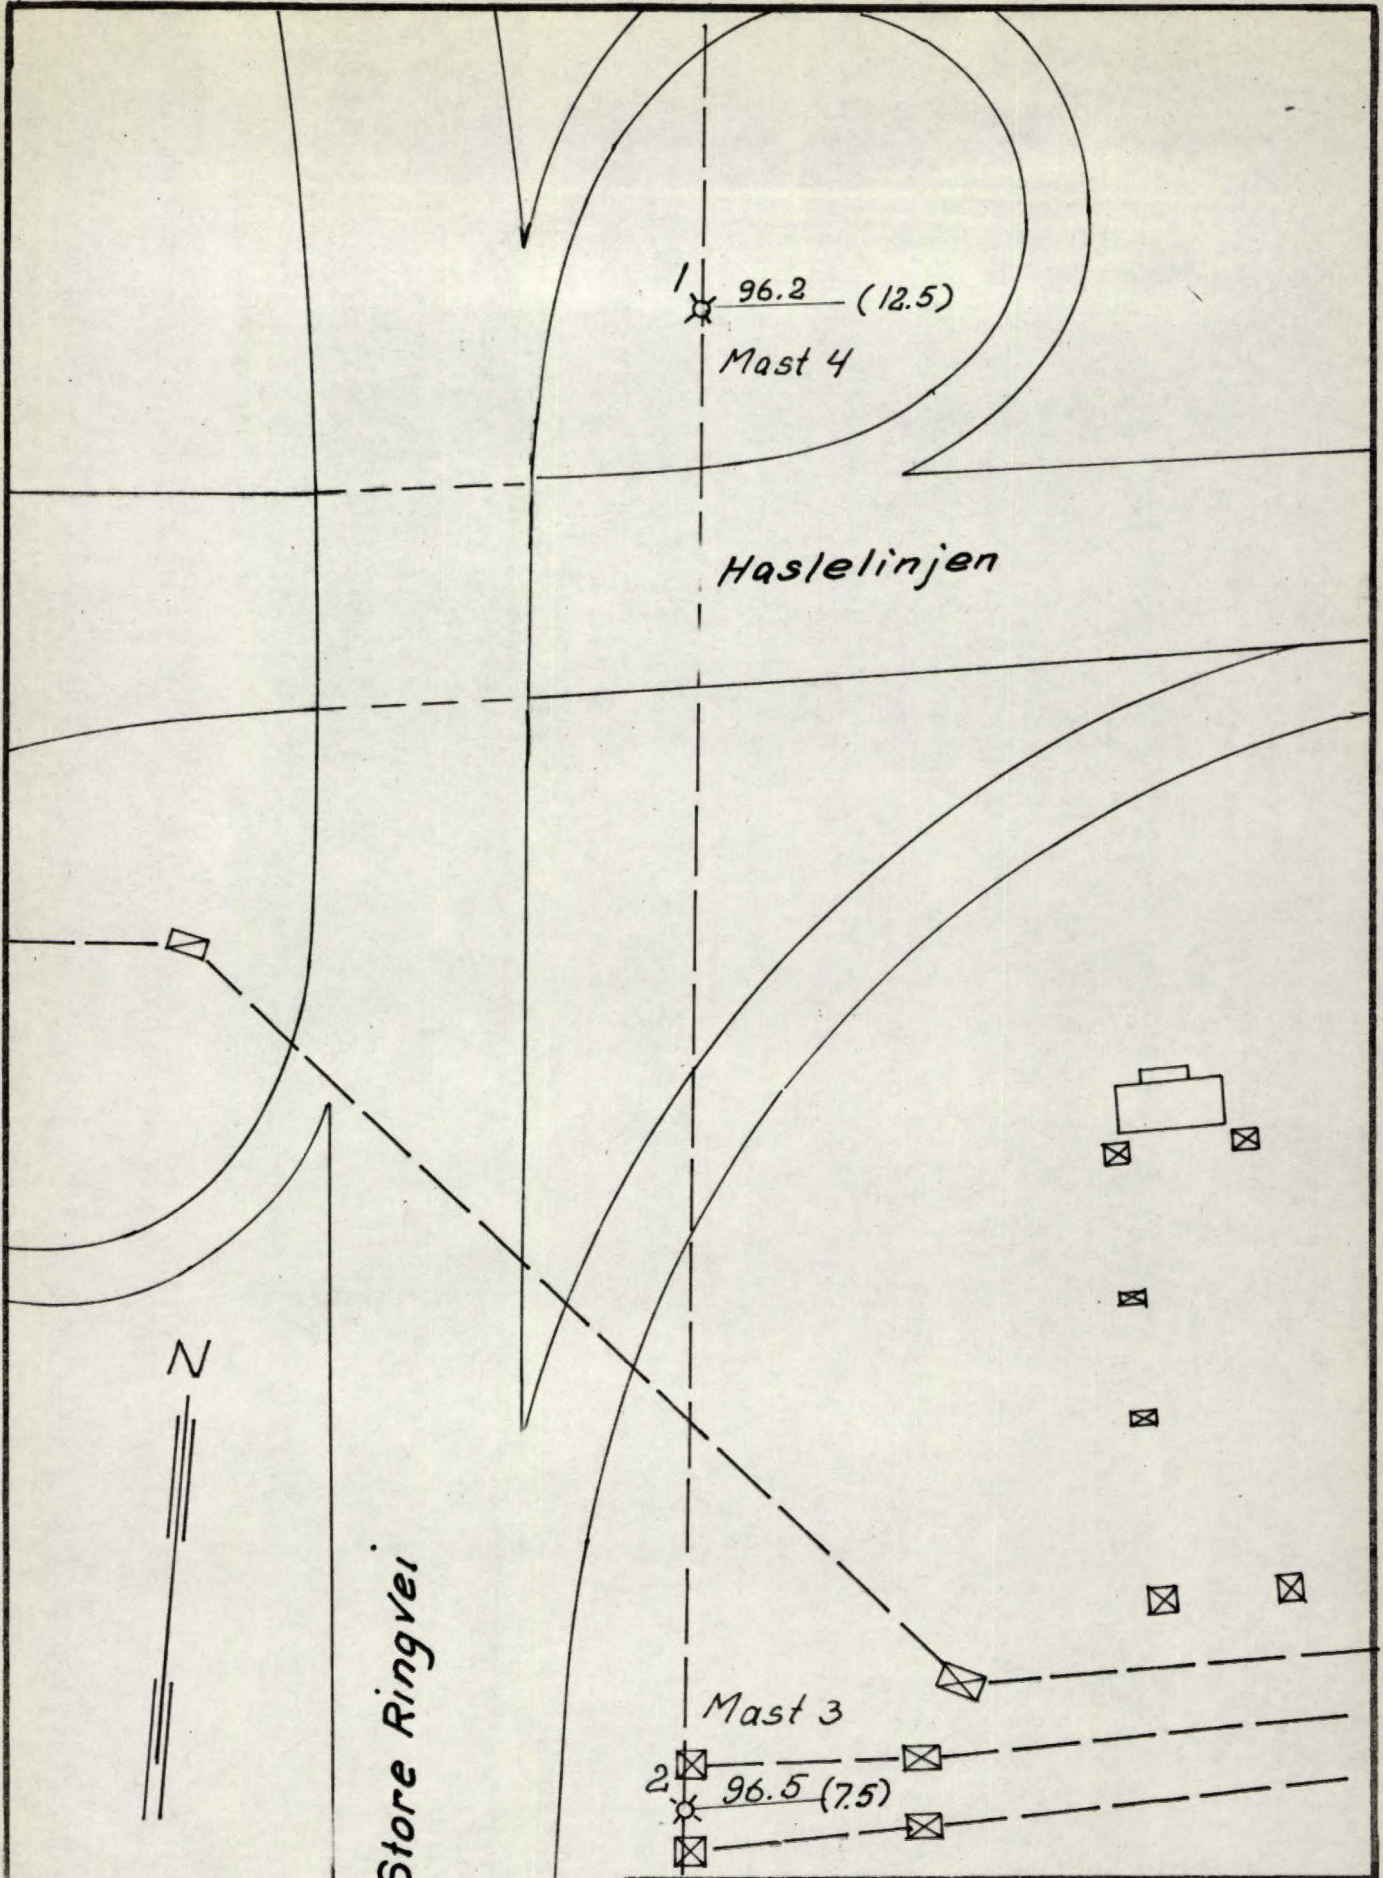 1 96.2 (12.5)
Mast 4
Haslelinjen
N
Store Ringvei
Mast 3
2 96.5 (7.5)